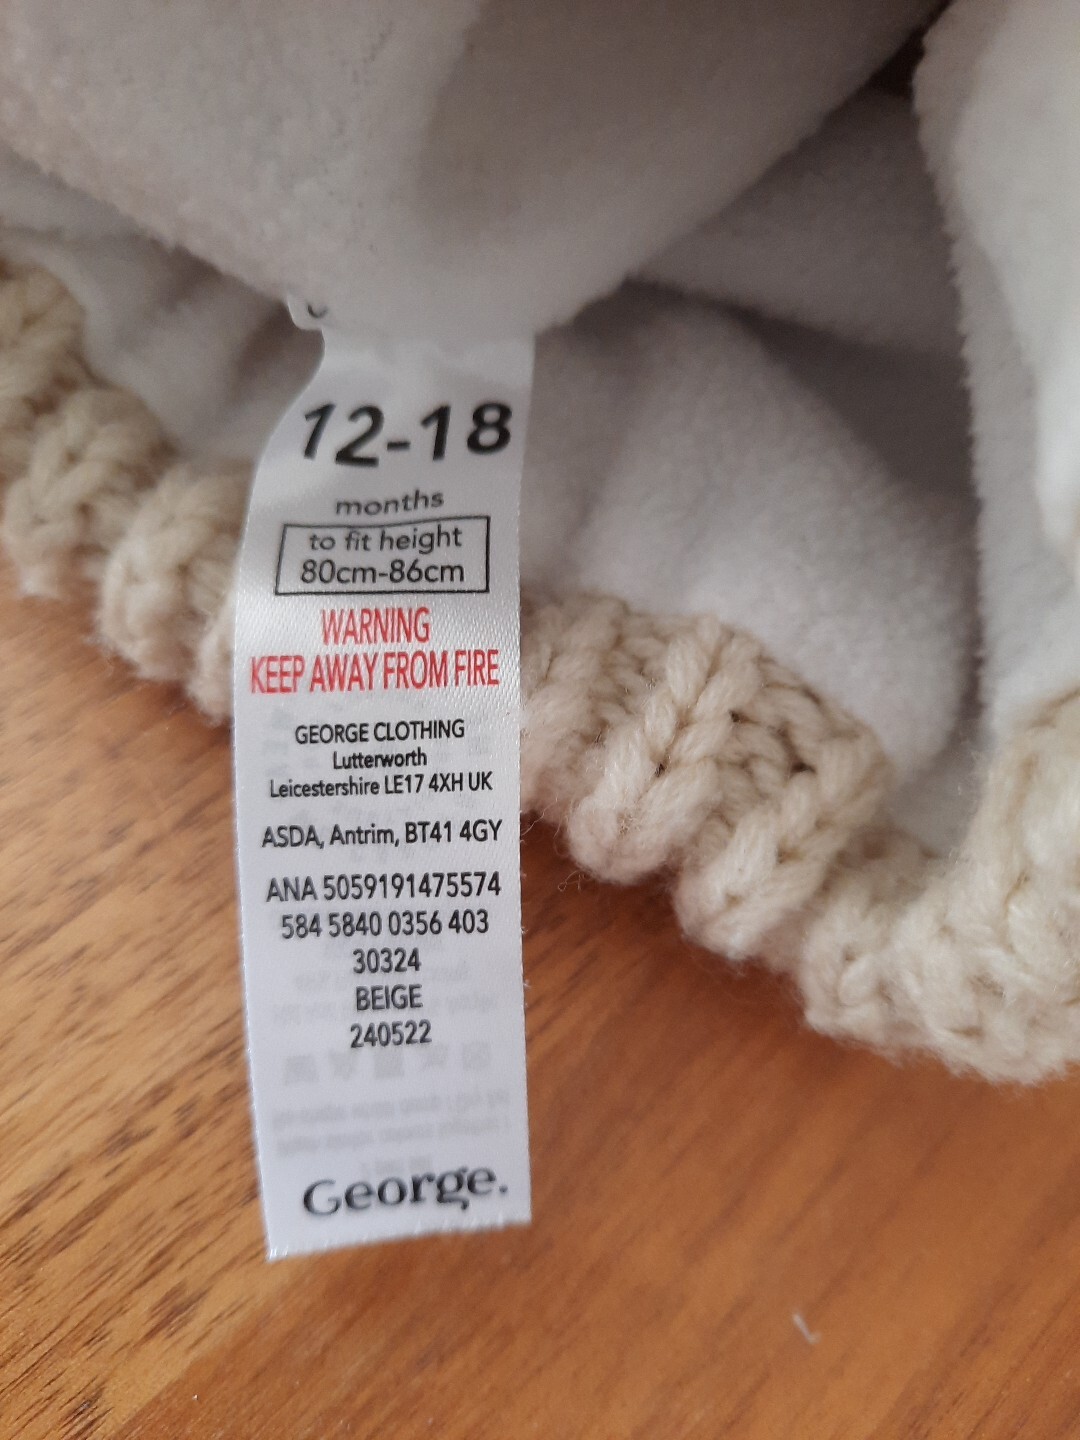 12-18
months
to fit height
80cm-86cm
WARNING
KEEP AWAY FROM FIRE
GEORGE CLOTHING
Lutterworth
Leicestershire LE17 4XH UK
ASDA, Antrim, BT41 4GY
ANA 5059191475574
584 5840 0356 403
30324
BEIGE
240522
George.